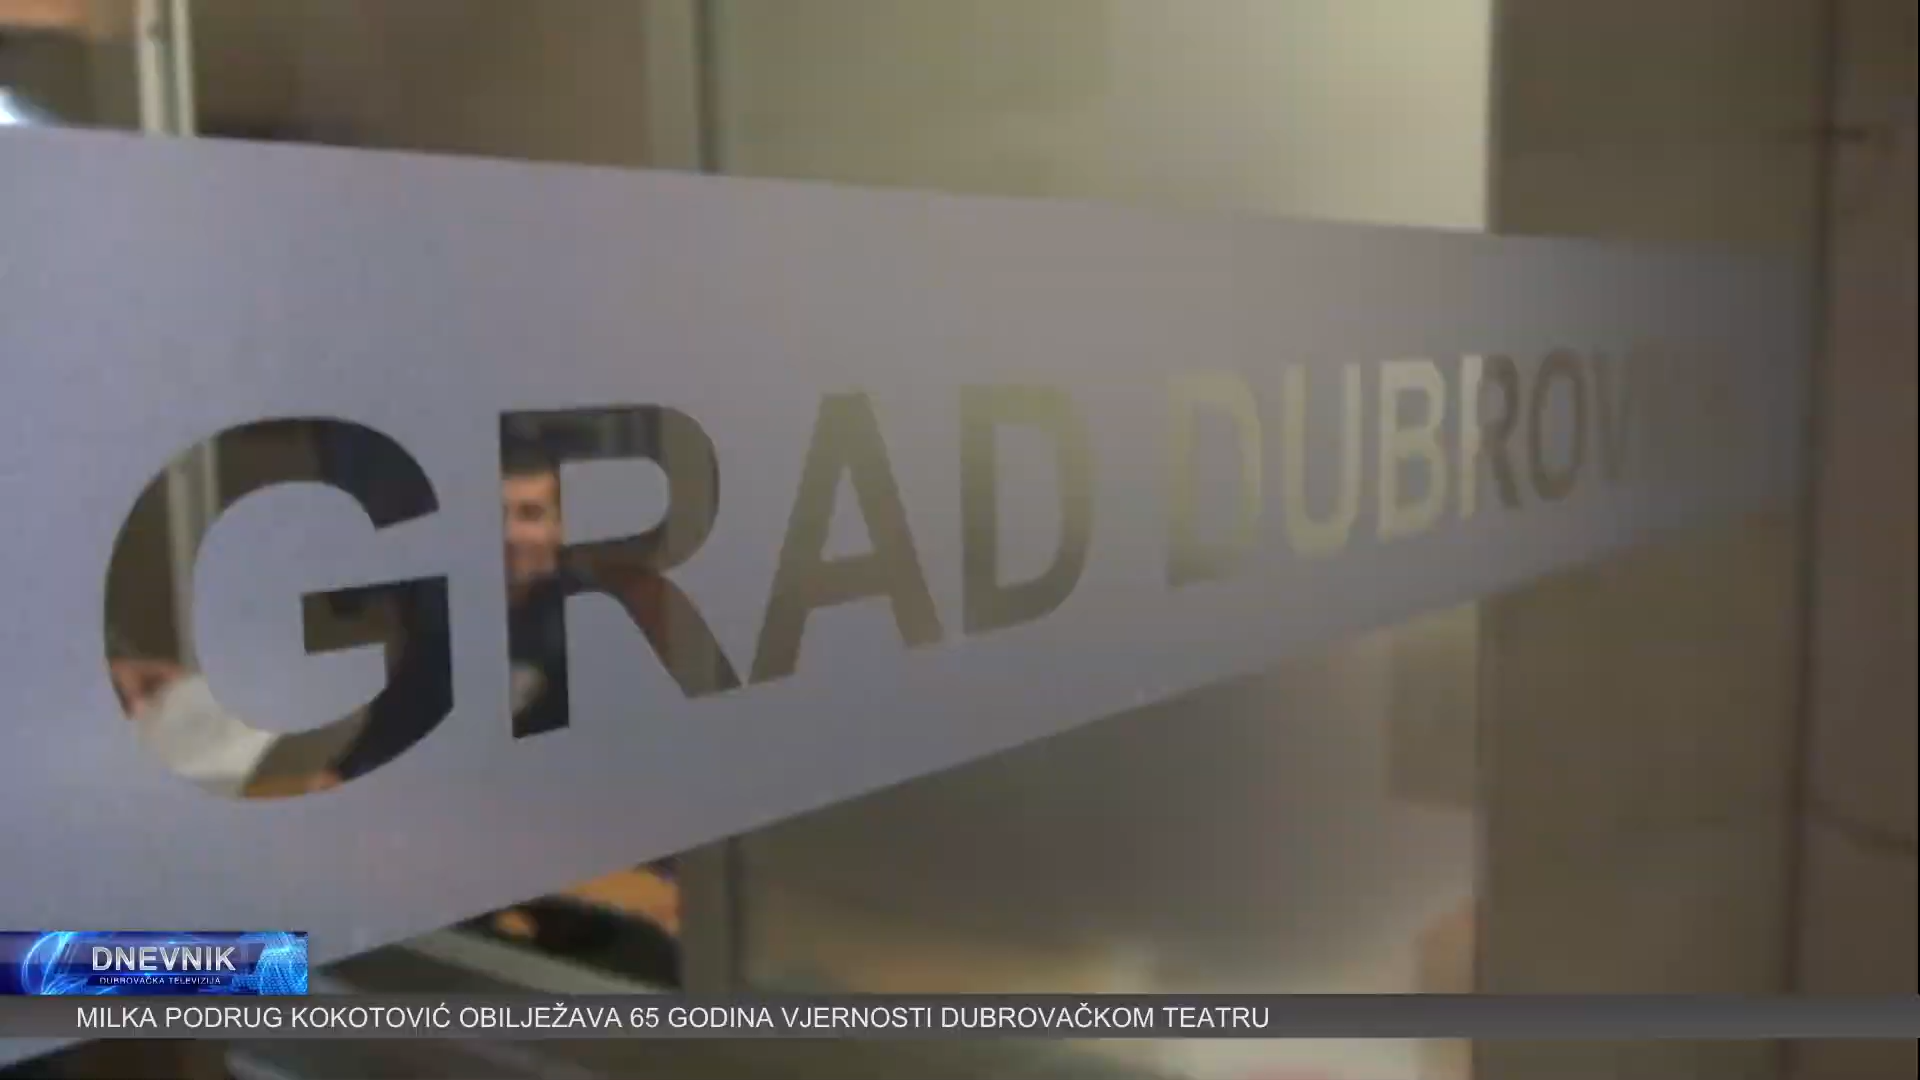 GRAD DUBROV
DNEVNIK
DUBROVAČKA TELEVIZIJA
MILKA PODRUG KOKOTOVIĆ OBILJEŽAVA 65 GODINA VJERNOSTI DUBROVAČKOM TEATRU